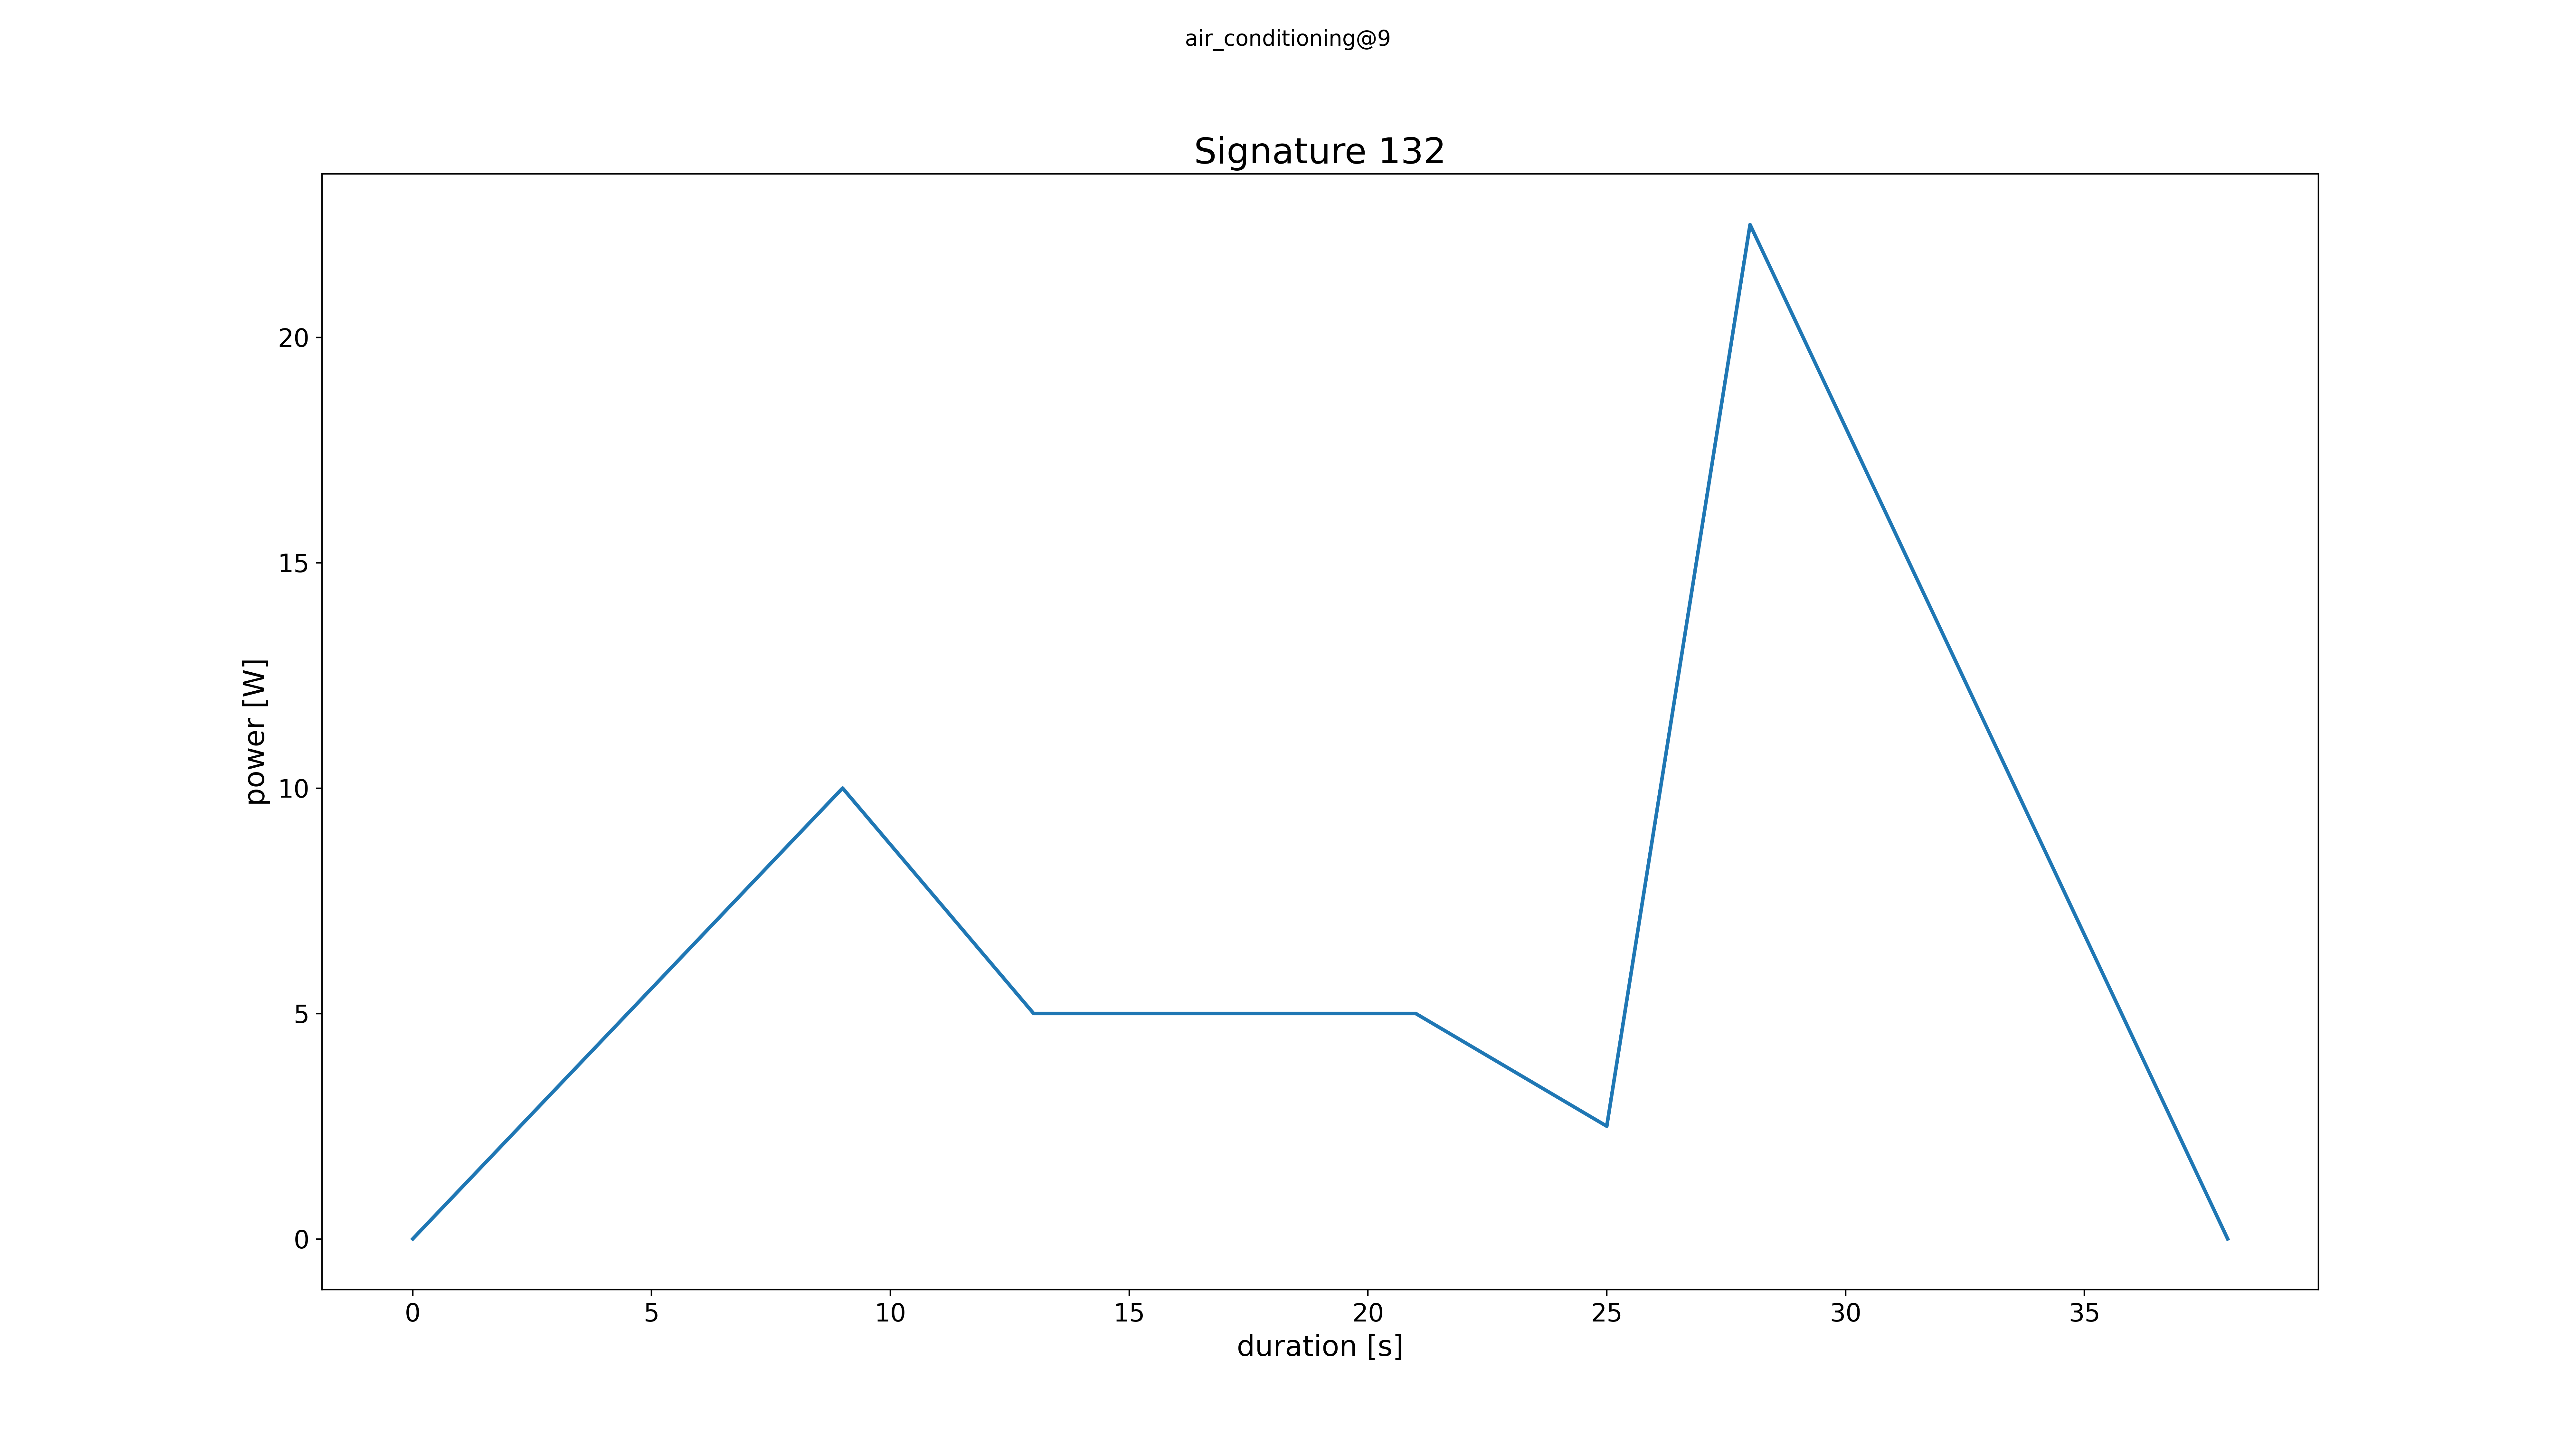 air_conditioning@9
Signature 132
power [W]
20
15
10
5
0
0 5 10 15 20 25 30 35
duration [s]